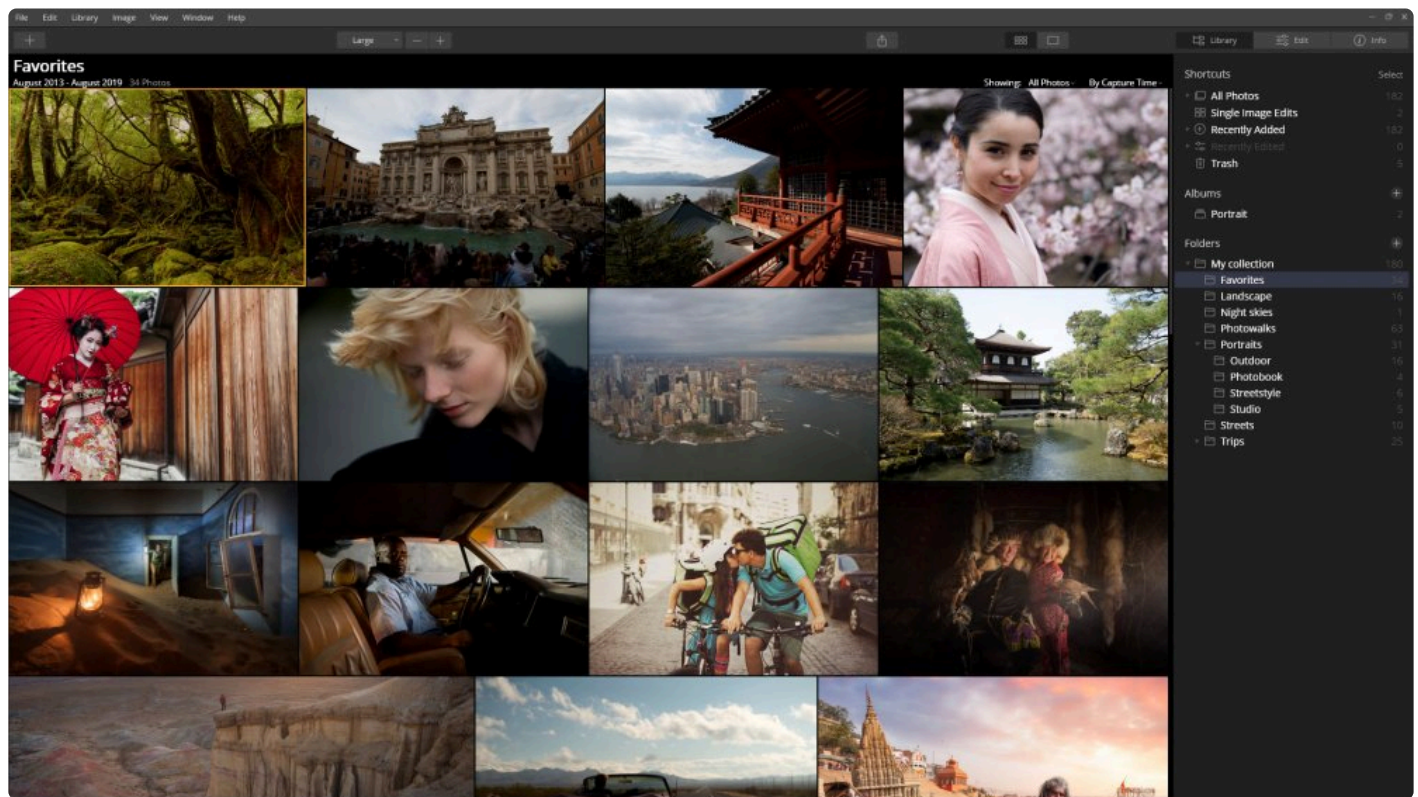 File Edit Library Image View Window Help
Large
Library Edit Info
Favorites
August 2013 - August 2019 34 Photos
Showing: All Photos By Capture Time
Shortcuts Select
All Photos 182
Single Image Edits 2
Recently Added 182
Recently Edited 0
Trash 5
Albums
Portrait 2
Folders
My collection 180
Favorites 34
Landscape 16
Night skies 1
Photowalks 63
Portraits 31
Outdoor 16
Photobook 4
Streetstyle 6
Studio 5
Streets 10
Trips 25